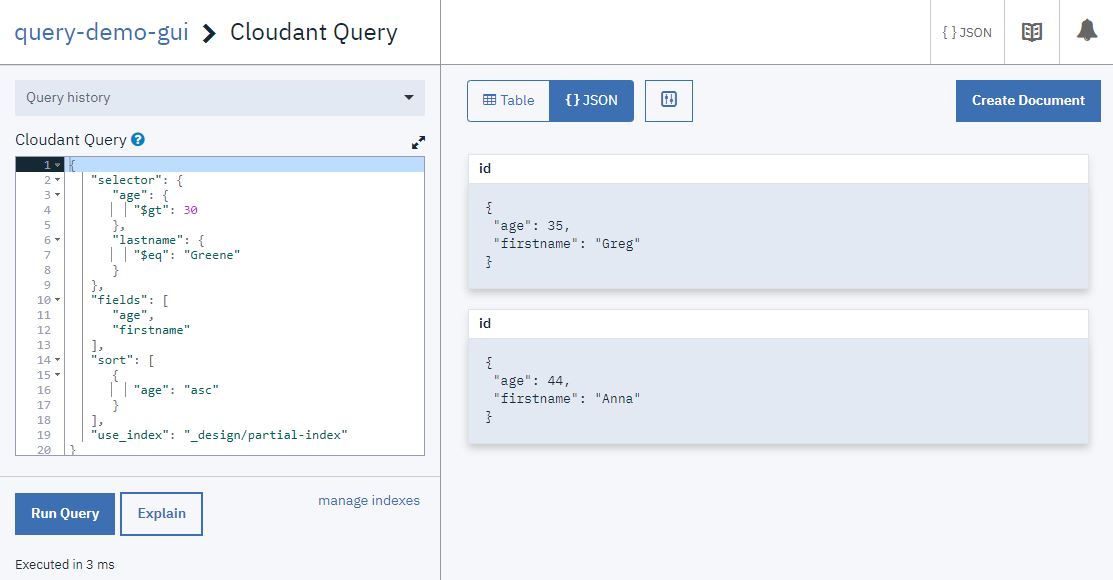 query-demo-gui > Cloudant Query
{ } JSON
Query history
Cloudant Query ?
1 {
2 "selector": {
3 "age": {
4 "$gt": 30
5 },
6 "lastname": {
7 "$eq": "Greene"
8 }
9 },
10 "fields": [
11 "age",
12 "firstname"
13 ],
14 "sort": [
15 {
16 "age": "asc"
17 }
18 ],
19 "use_index": "_design/partial-index"
20 }
Run Query
Explain
manage indexes
Executed in 3 ms
Table
{ } JSON
Create Document
id
{
"age": 35,
"firstname": "Greg"
}
id
{
"age": 44,
"firstname": "Anna"
}